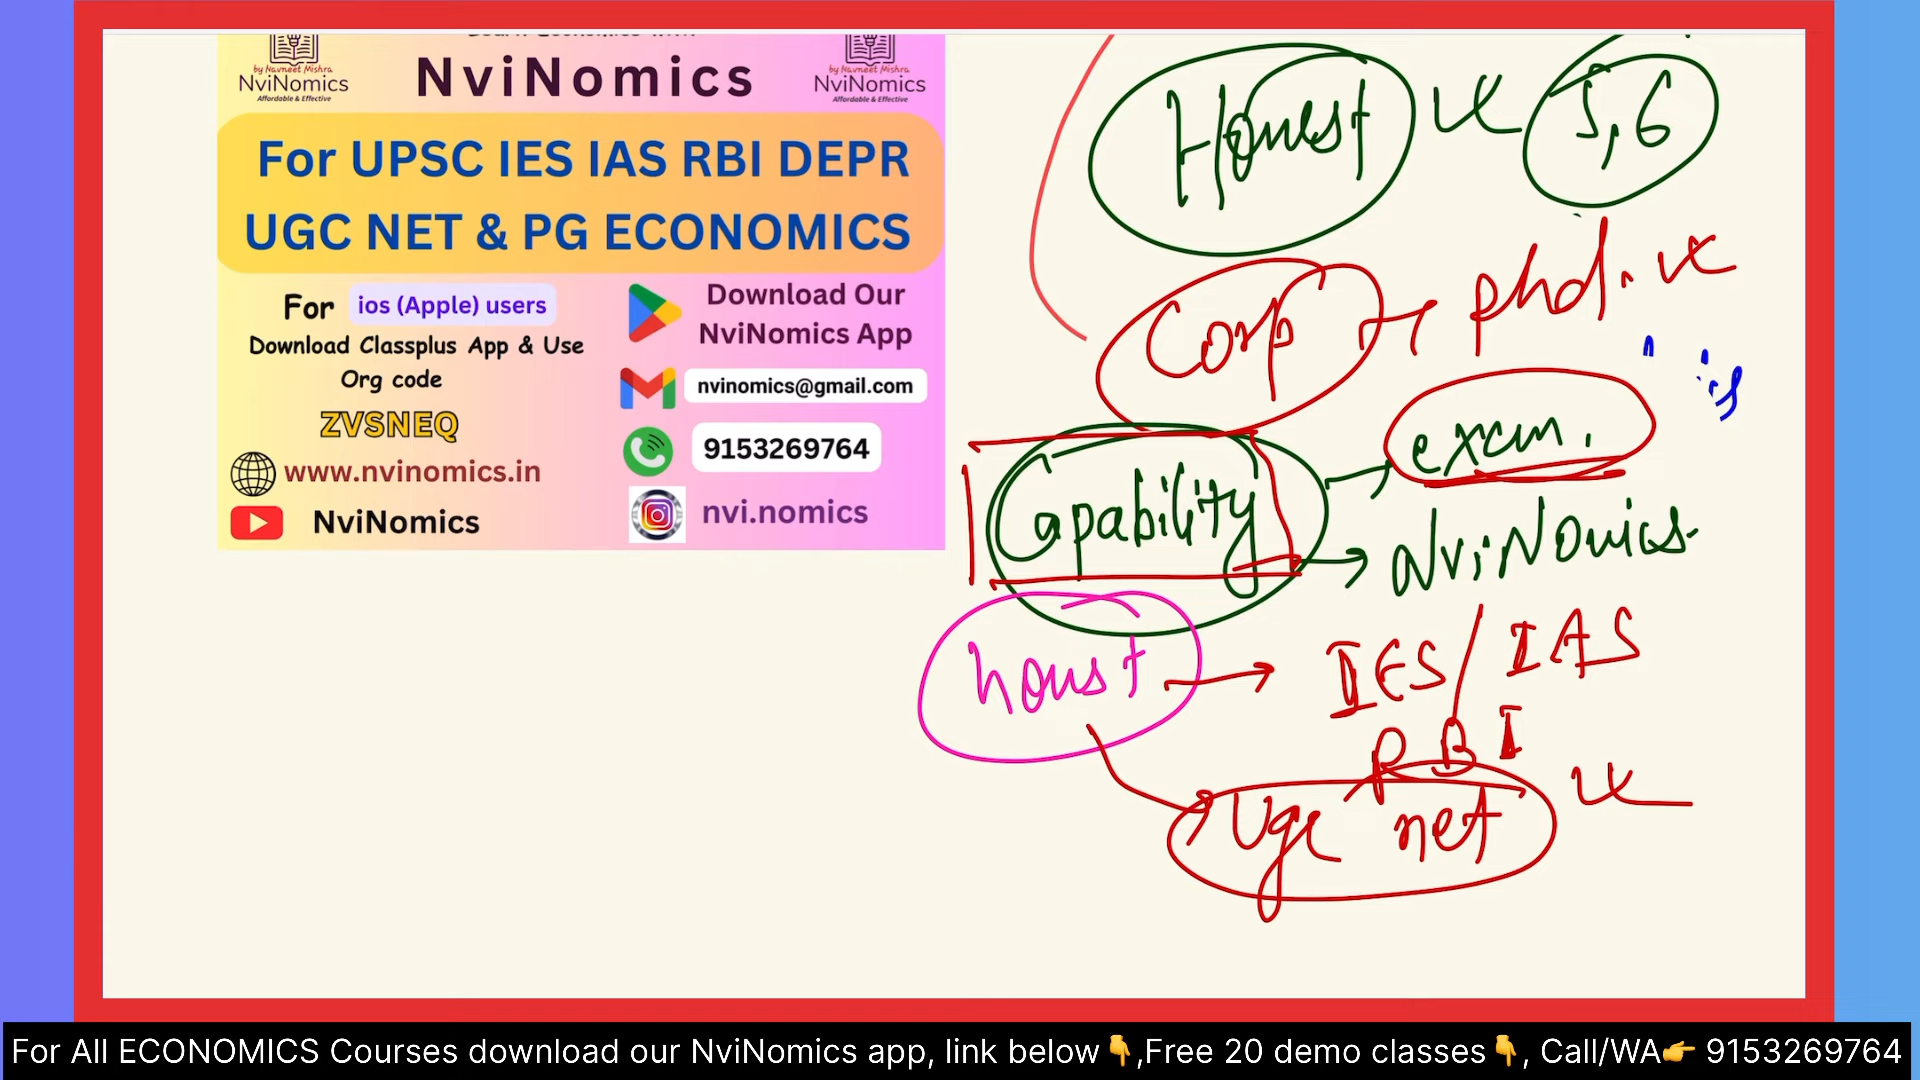 by Navneet Mishra
NviNomics
Affordable & Effective
NviNomics
by Navneet Mishra
NviNomics
Affordable & Effective
For UPSC IES IAS RBI DEPR
UGC NET & PG ECONOMICS
For ios (Apple) users
Download Classplus App & Use
Org code
ZVSNEQ
www.nvinomics.in
NviNomics
Download Our
NviNomics App
nvinomics@gmail.com
9153269764
nvi.nomics
Honest
5,6
Corp
phd.
Capability
exam.
NviNomics
honest
IES / IAS
RBI
Ugc net
For All ECONOMICS Courses download our NviNomics app, link below👇,Free 20 demo classes👇, Call/WA👉 9153269764